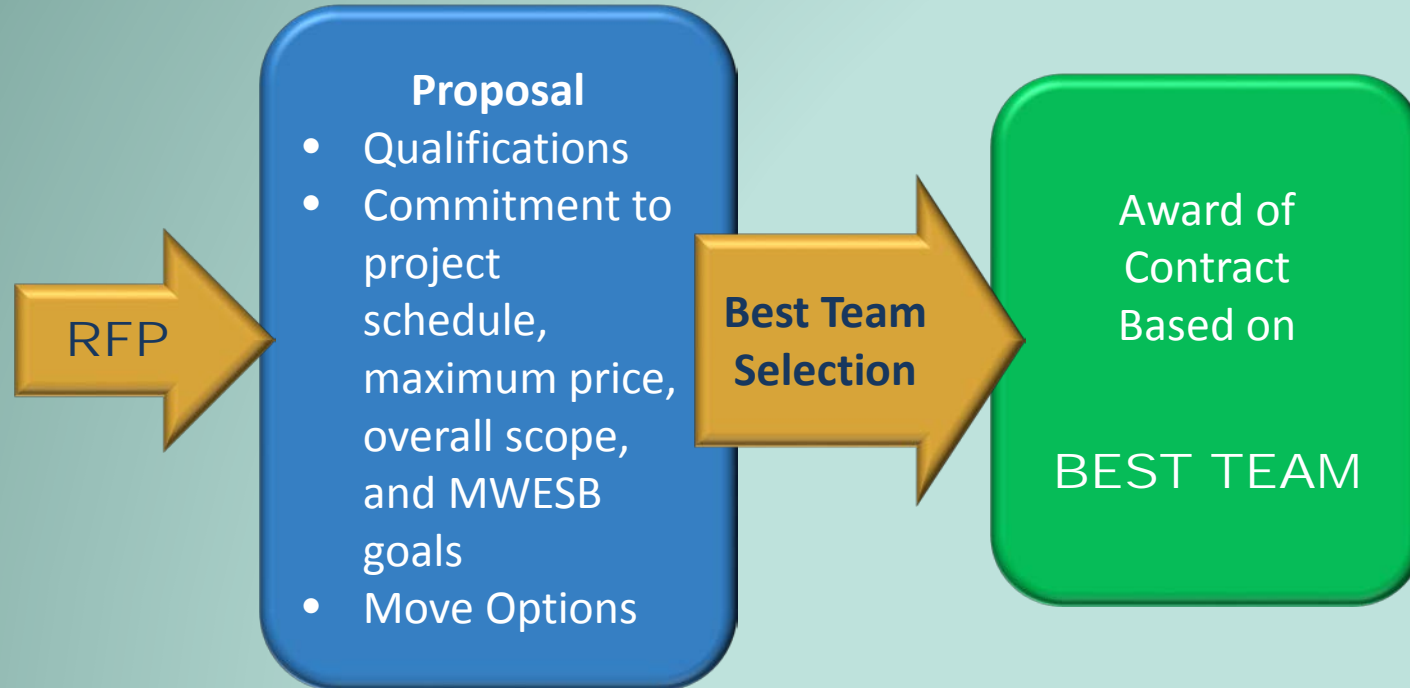 RFP
Proposal
• Qualifications
• Commitment to
project
schedule,
maximum price,
overall scope,
and MWESB
goals
• Move Options
Best Team
Selection
Award of
Contract
Based on
BEST TEAM